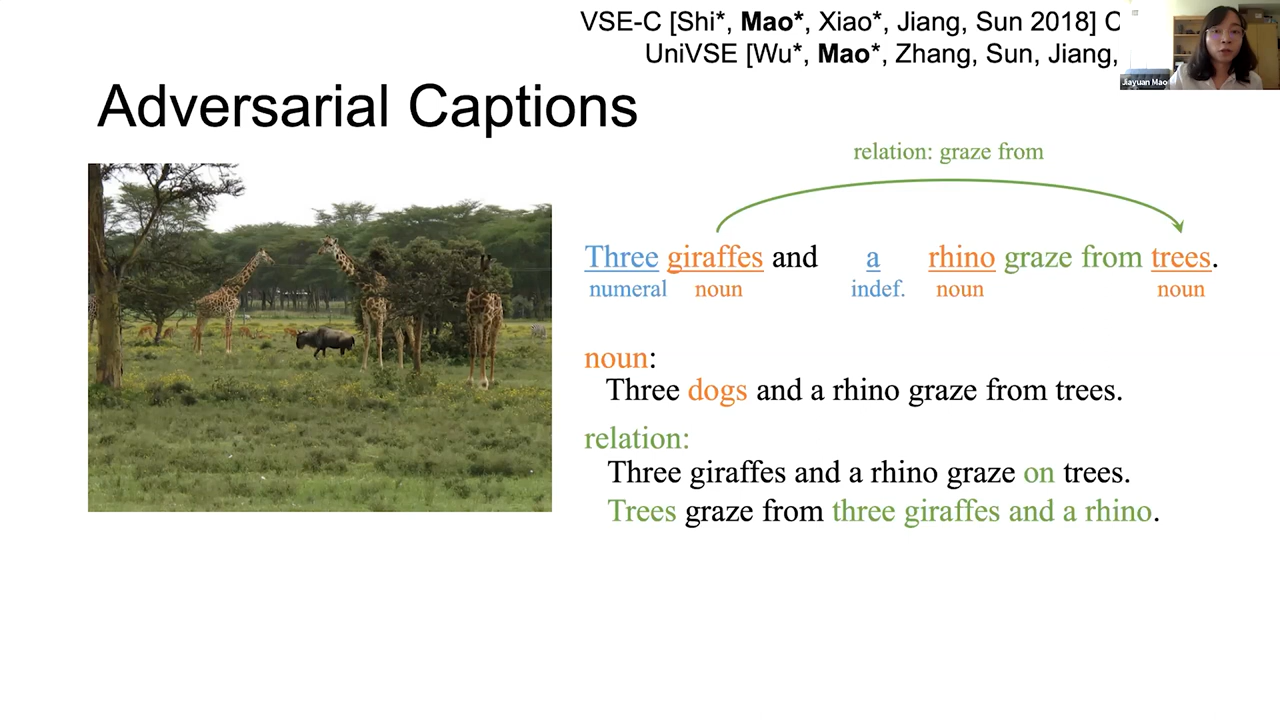 VSE-C [Shi*, Mao*, Xiao*, Jiang, Sun 2018] C
UniVSE [Wu*, Mao*, Zhang, Sun, Jiang,
Jiayuan Mao
Adversarial Captions
relation: graze from
Three giraffes and a rhino graze from trees.
numeral noun indef. noun noun
noun:
Three dogs and a rhino graze from trees.
relation:
Three giraffes and a rhino graze on trees.
Trees graze from three giraffes and a rhino.